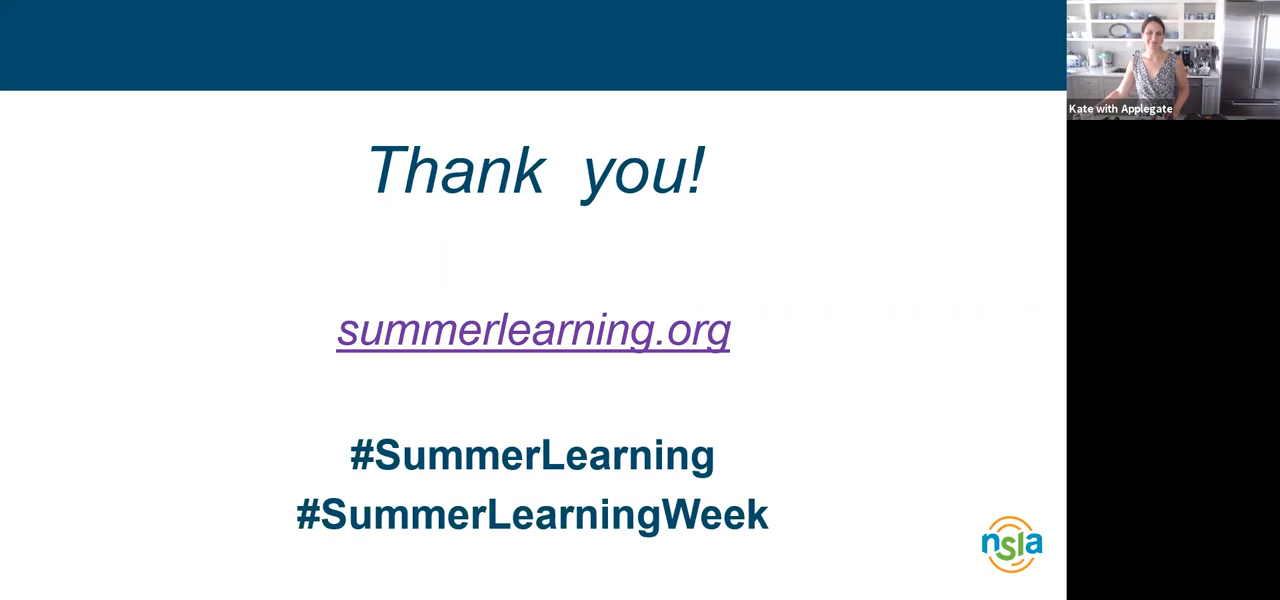 Thank you!
summerlearning.org
#SummerLearning
#SummerLearningWeek
nsla
Kate with Applegate